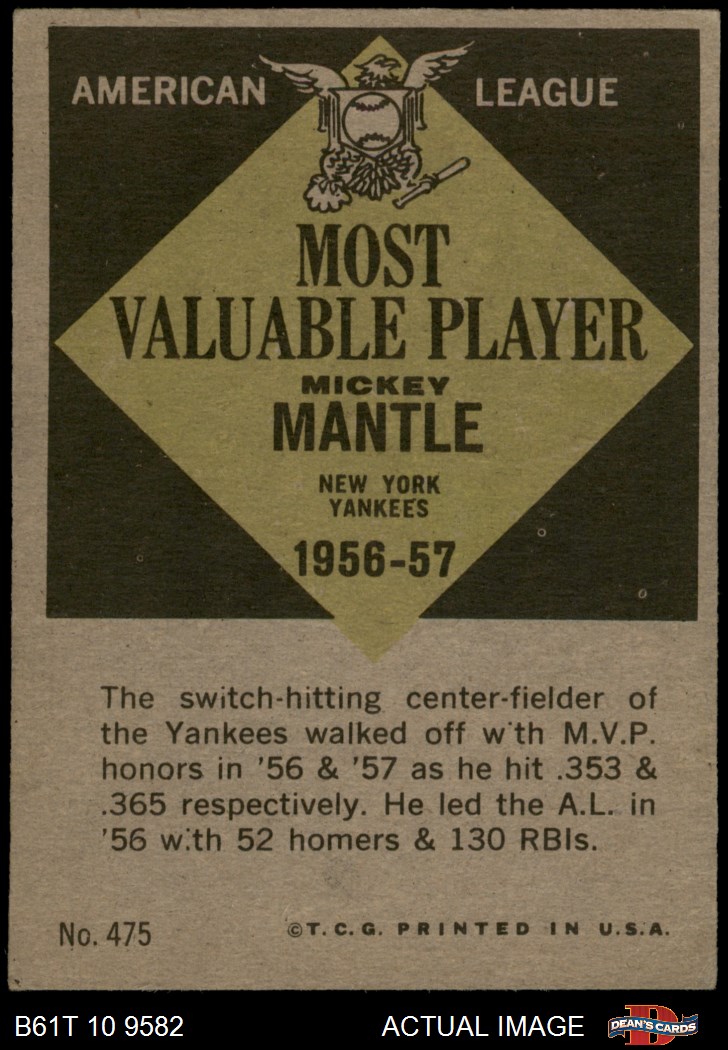 AMERICAN LEAGUE
MOST
VALUABLE PLAYER
MICKEY
MANTLE
NEW YORK
YANKEES
1956-57
The switch-hitting center-fielder of
the Yankees walked off with M.V.P.
honors in '56 & '57 as he hit .353 &
.365 respectively. He led the A.L. in
'56 with 52 homers & 130 RBIs.
No. 475 ©T.C.G. PRINTED IN U.S.A.
B61T 10 9582 ACTUAL IMAGE D DEAN'S CARDS